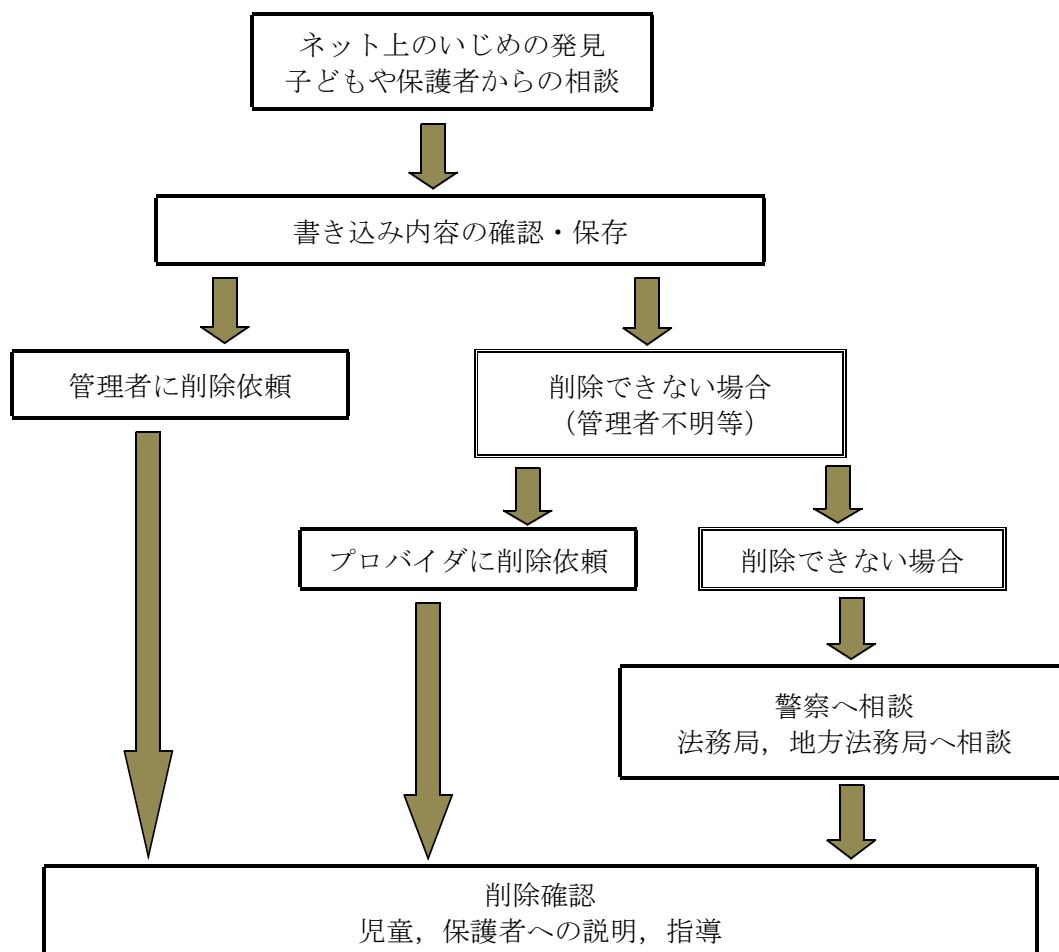 ネット上のいじめの発見
子どもや保護者からの相談
書き込み内容の確認・保存
管理者に削除依頼
削除できない場合
（管理者不明等）
プロバイダに削除依頼
削除できない場合
警察へ相談
法務局，地方法務局へ相談
削除確認
児童，保護者への説明，指導